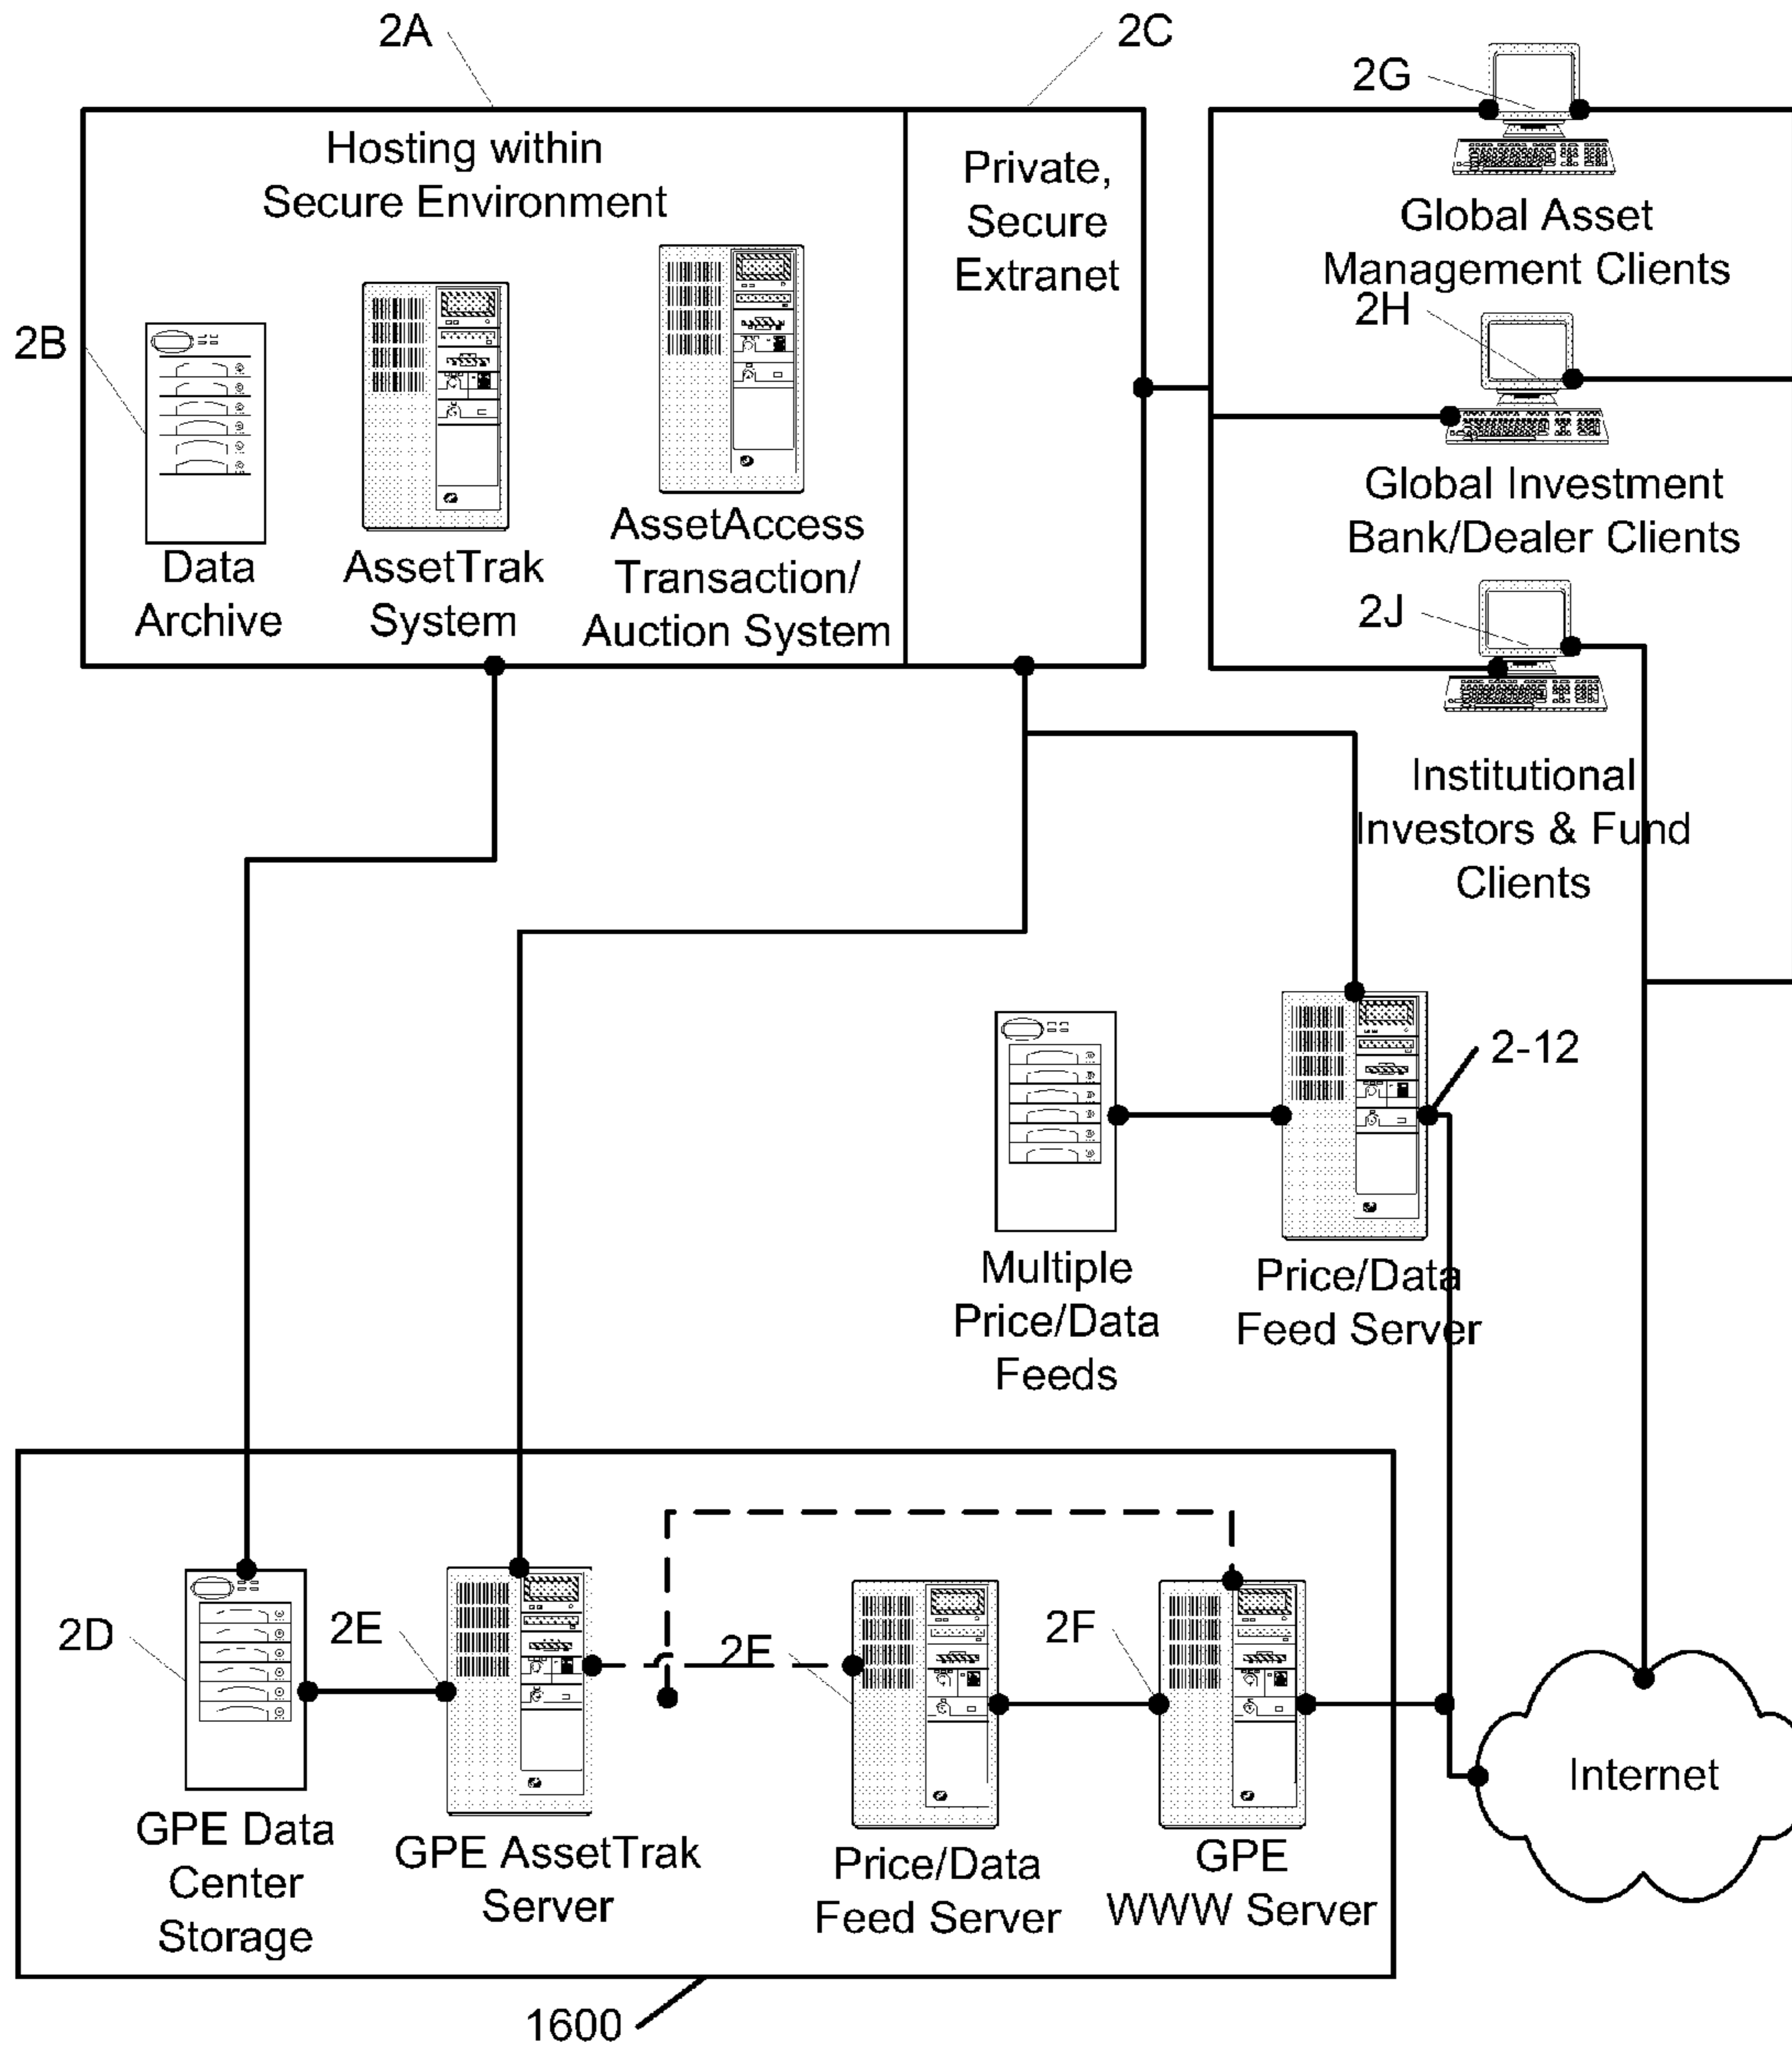 2A
2C
2G
Hosting within
Secure Environment
Private,
Secure
Extranet
Global Asset
Management Clients
2B
2H
Data
Archive
AssetTrak
System
AssetAccess
Transaction/
Auction System
Global Investment
Bank/Dealer Clients
2J
Institutional
Investors & Fund
Clients
2-12
Multiple
Price/Data
Feeds
Price/Data
Feed Server
2D
2E
2F
GPE Data
Center
Storage
GPE AssetTrak
Server
Price/Data
Feed Server
GPE
WWW Server
Internet
1600